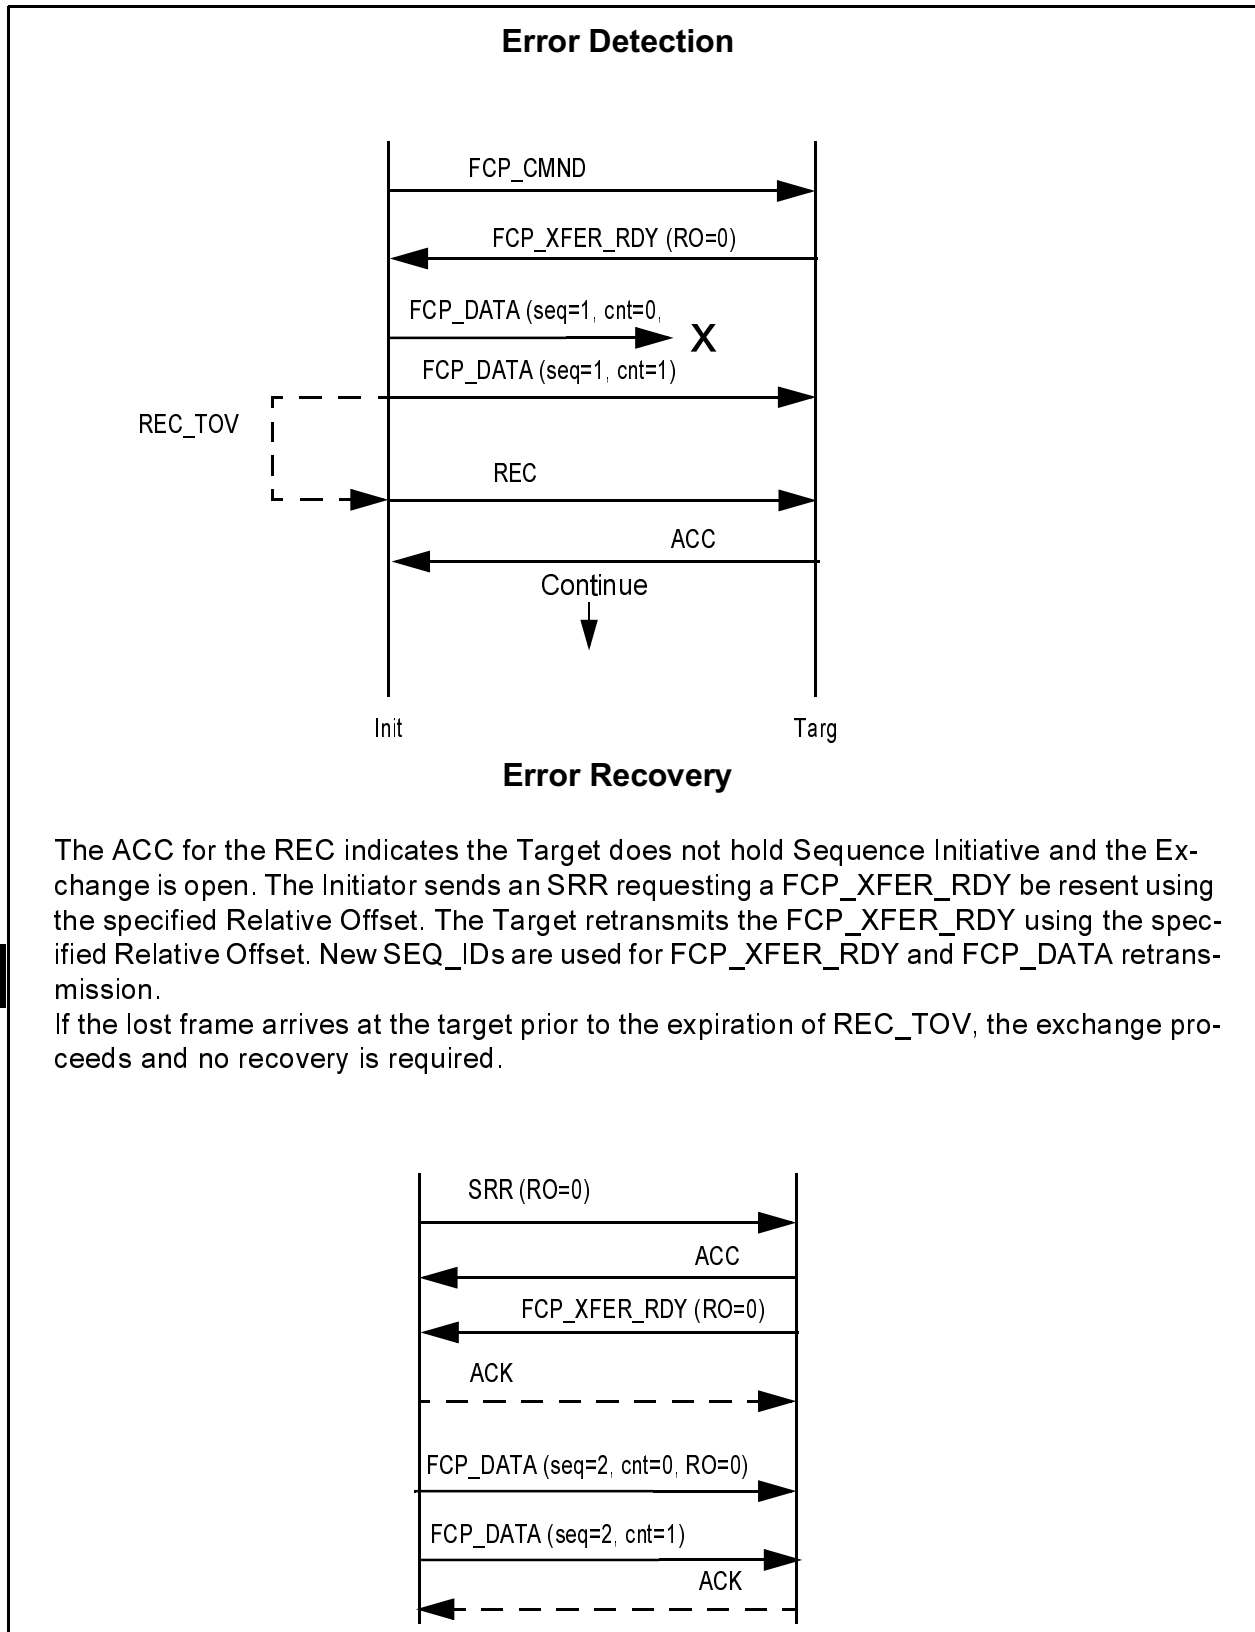 Error Detection
FCP_CMND
FCP_XFER_RDY (RO=0)
FCP_DATA (seq=1, cnt=0,
X
FCP_DATA (seq=1, cnt=1)
REC_TOV
REC
ACC
Continue
Init
Targ
Error Recovery
The ACC for the REC indicates the Target does not hold Sequence Initiative and the Ex-
change is open. The Initiator sends an SRR requesting a FCP_XFER_RDY be resent using
the specified Relative Offset. The Target retransmits the FCP_XFER_RDY using the spec-
ified Relative Offset. New SEQ_IDs are used for FCP_XFER_RDY and FCP_DATA retrans-
mission.
If the lost frame arrives at the target prior to the expiration of REC_TOV, the exchange pro-
ceeds and no recovery is required.
SRR (RO=0)
ACC
FCP_XFER_RDY (RO=0)
ACK
FCP_DATA (seq=2, cnt=0, RO=0)
FCP_DATA (seq=2, cnt=1)
ACK